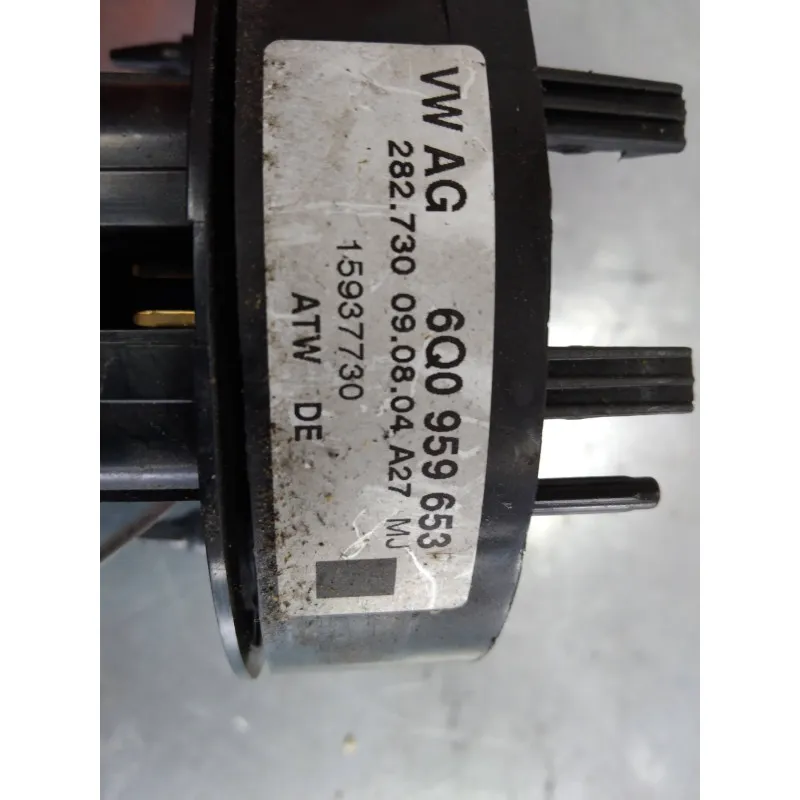 VW AG 6Q0 959 653
282.730 09.08.04 A27 MJ
15937730
ATW DE